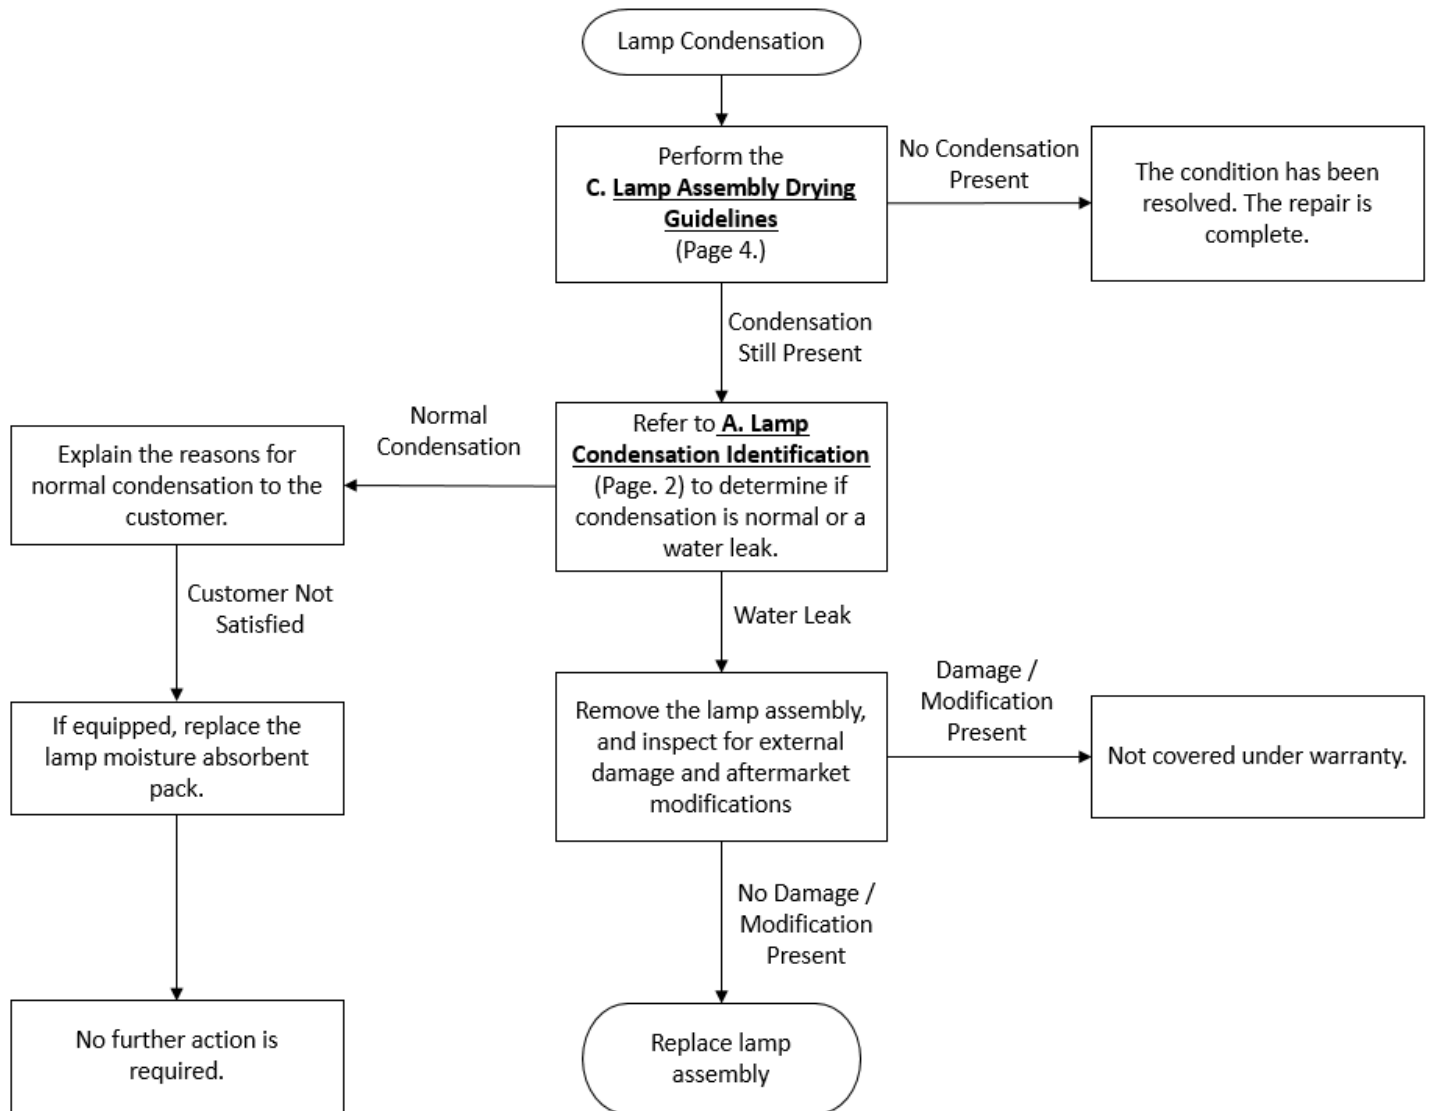 Lamp Condensation
Perform the
C. Lamp Assembly Drying
Guidelines
(Page 4.)
No Condensation
Present
The condition has been
resolved. The repair is
complete.
Condensation
Still Present
Refer to A. Lamp
Condensation Identification
(Page. 2) to determine if
condensation is normal or a
water leak.
Normal
Condensation
Explain the reasons for
normal condensation to the
customer.
Customer Not
Satisfied
If equipped, replace the
lamp moisture absorbent
pack.
No further action is
required.
Water Leak
Remove the lamp assembly,
and inspect for external
damage and aftermarket
modifications
Damage /
Modification
Present
Not covered under warranty.
No Damage /
Modification
Present
Replace lamp
assembly